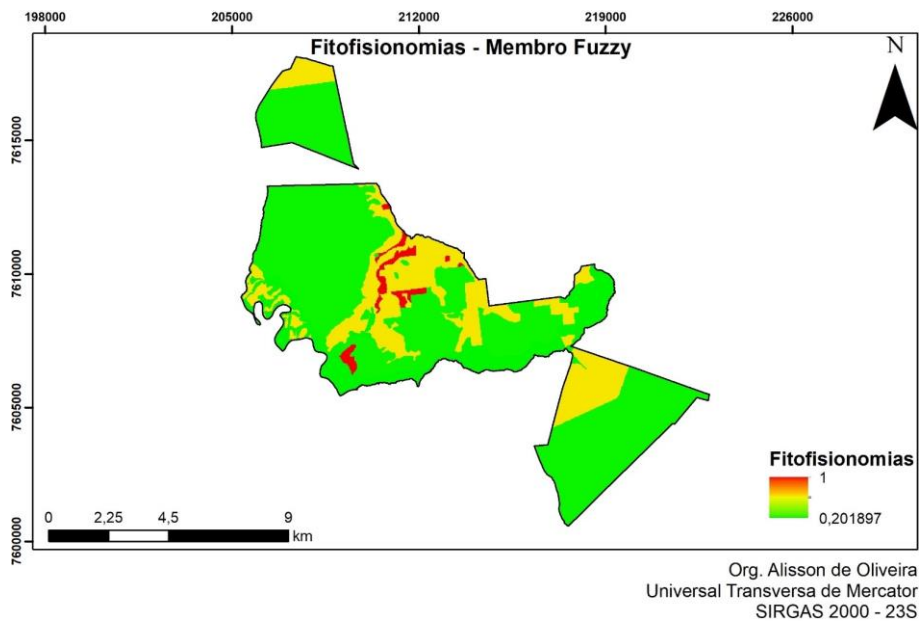 198000 205000 212000 219000 226000
Fitofisionomias - Membro Fuzzy
N
7615000
7610000
7605000
7600000
Fitofisionomias
1
0,201897
0 2,25 4,5 9
km
Org. Alisson de Oliveira
Universal Transversa de Mercator
SIRGAS 2000 - 23S